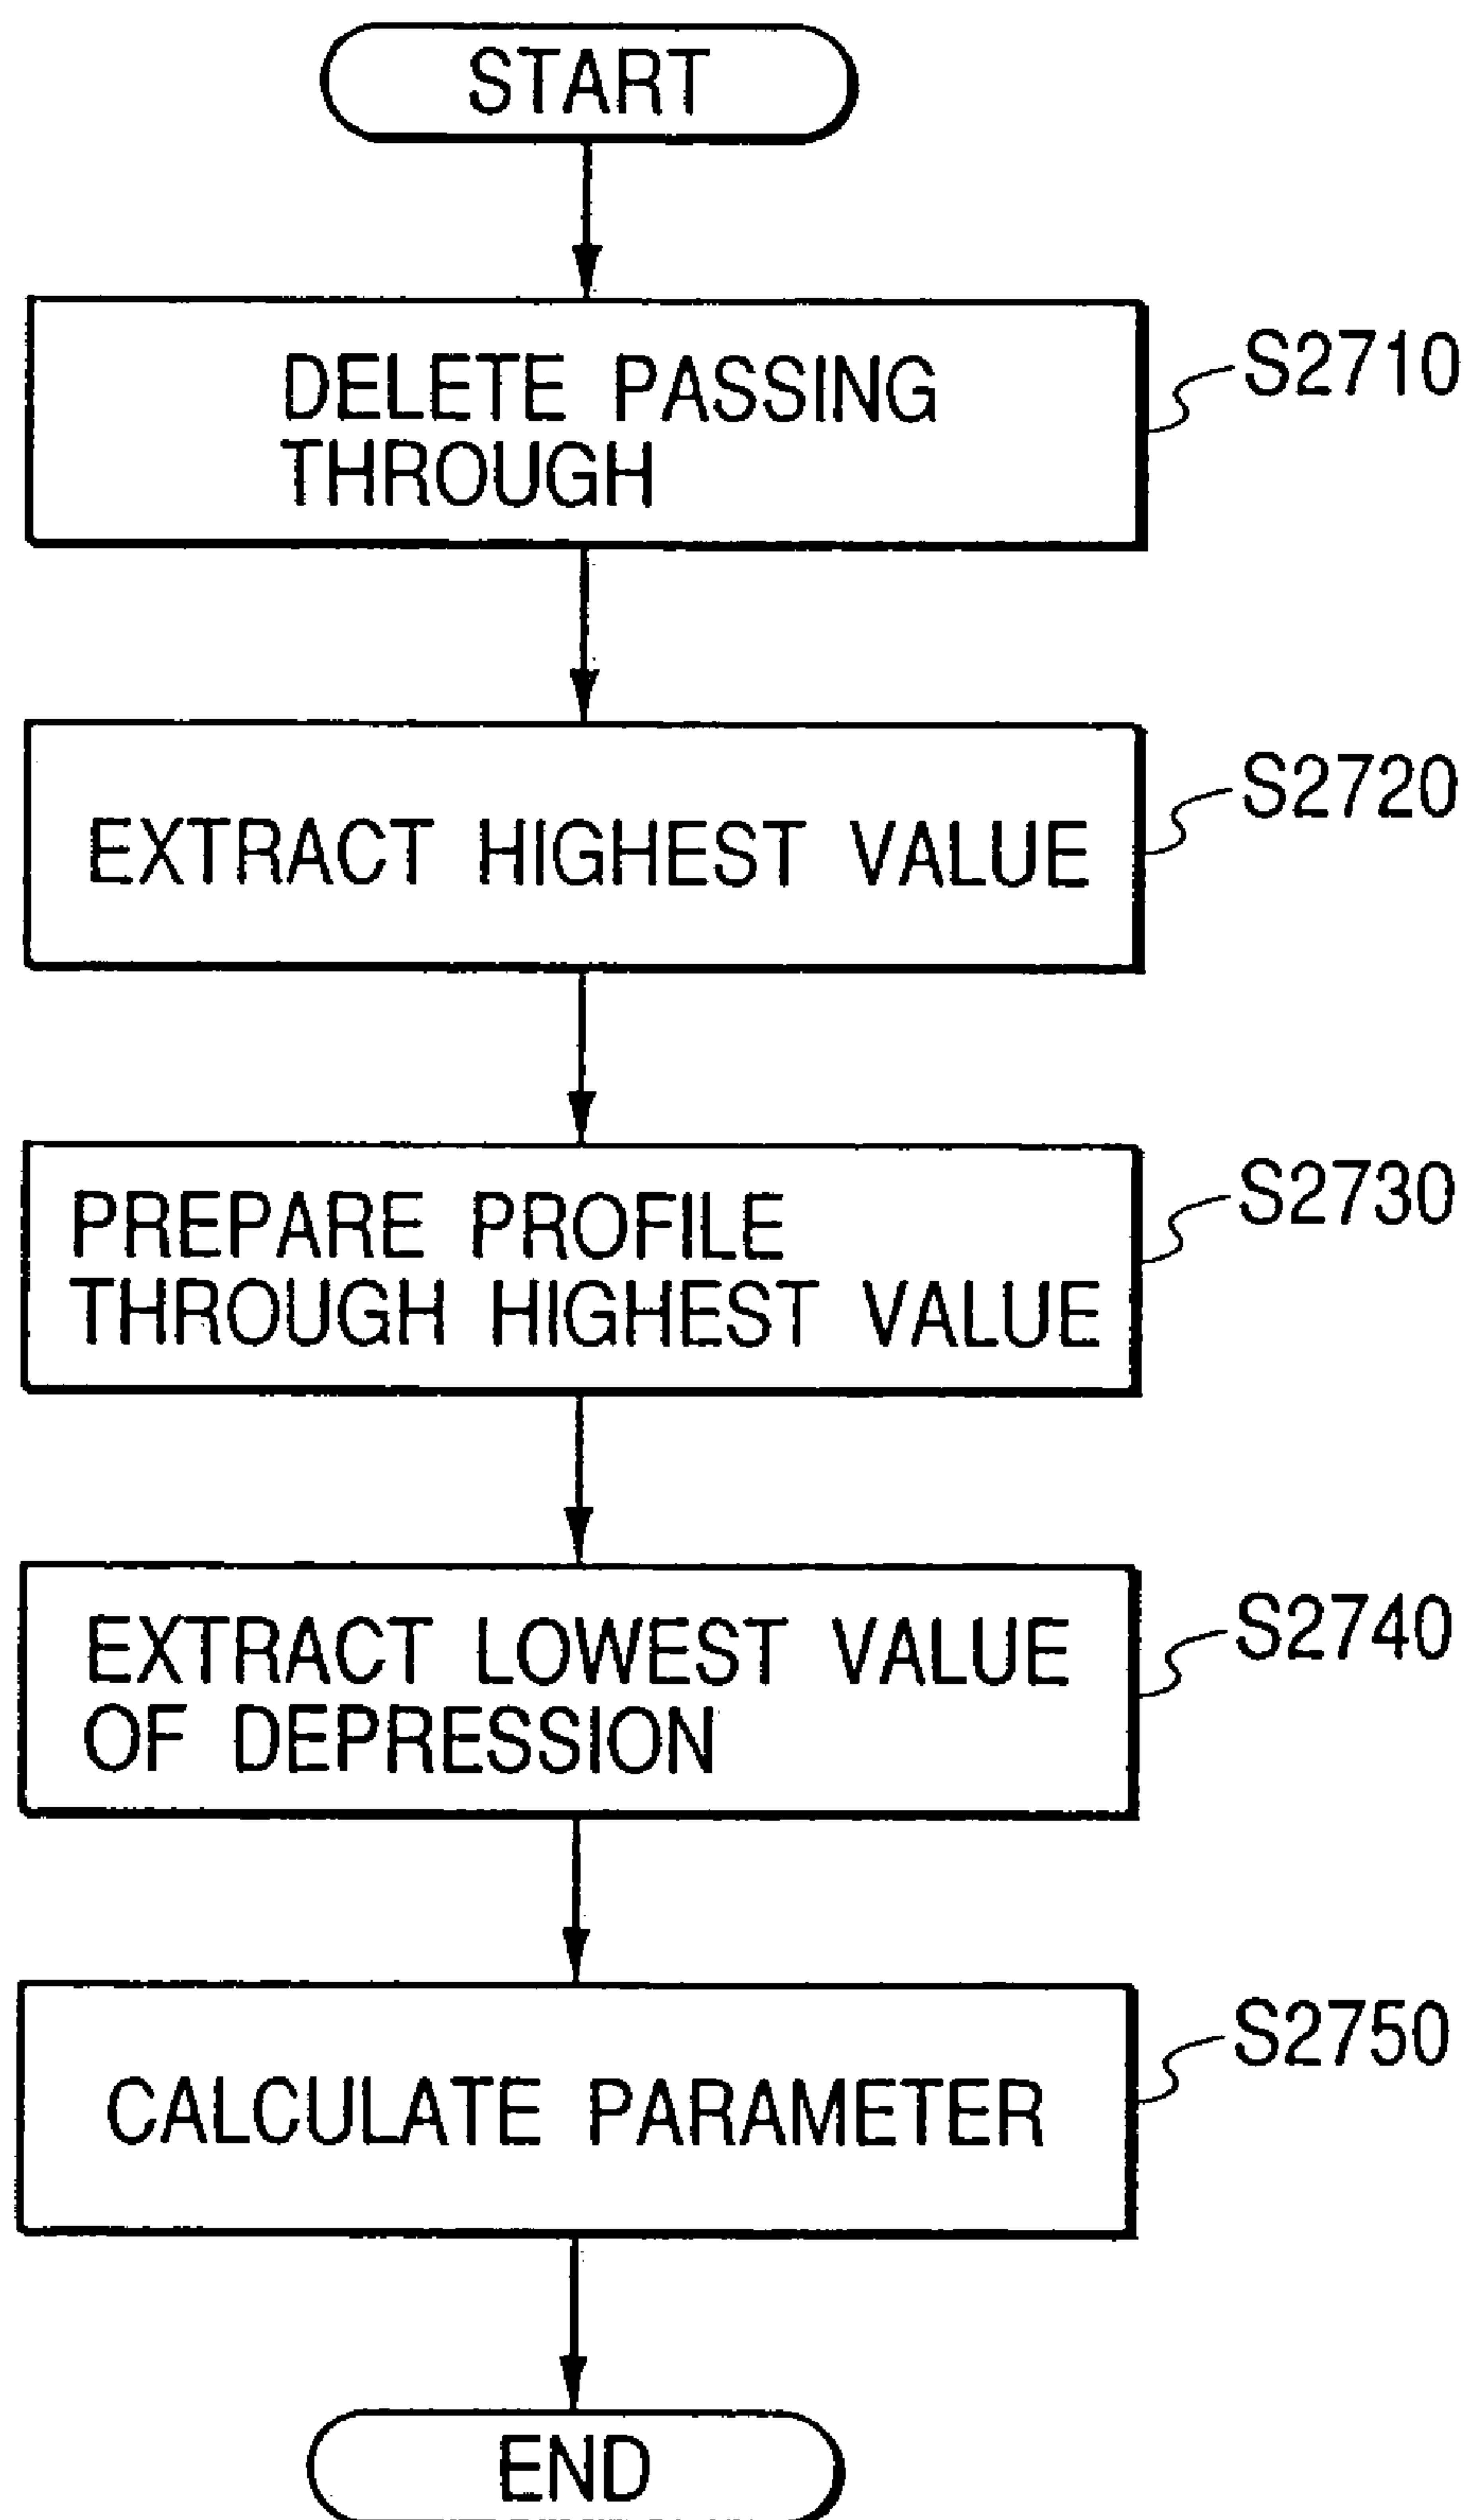 START
DELETE PASSING
THROUGH
S2710
EXTRACT HIGHEST VALUE
S2720
PREPARE PROFILE
THROUGH HIGHEST VALUE
S2730
EXTRACT LOWEST VALUE
OF DEPRESSION
S2740
CALCULATE PARAMETER
S2750
END